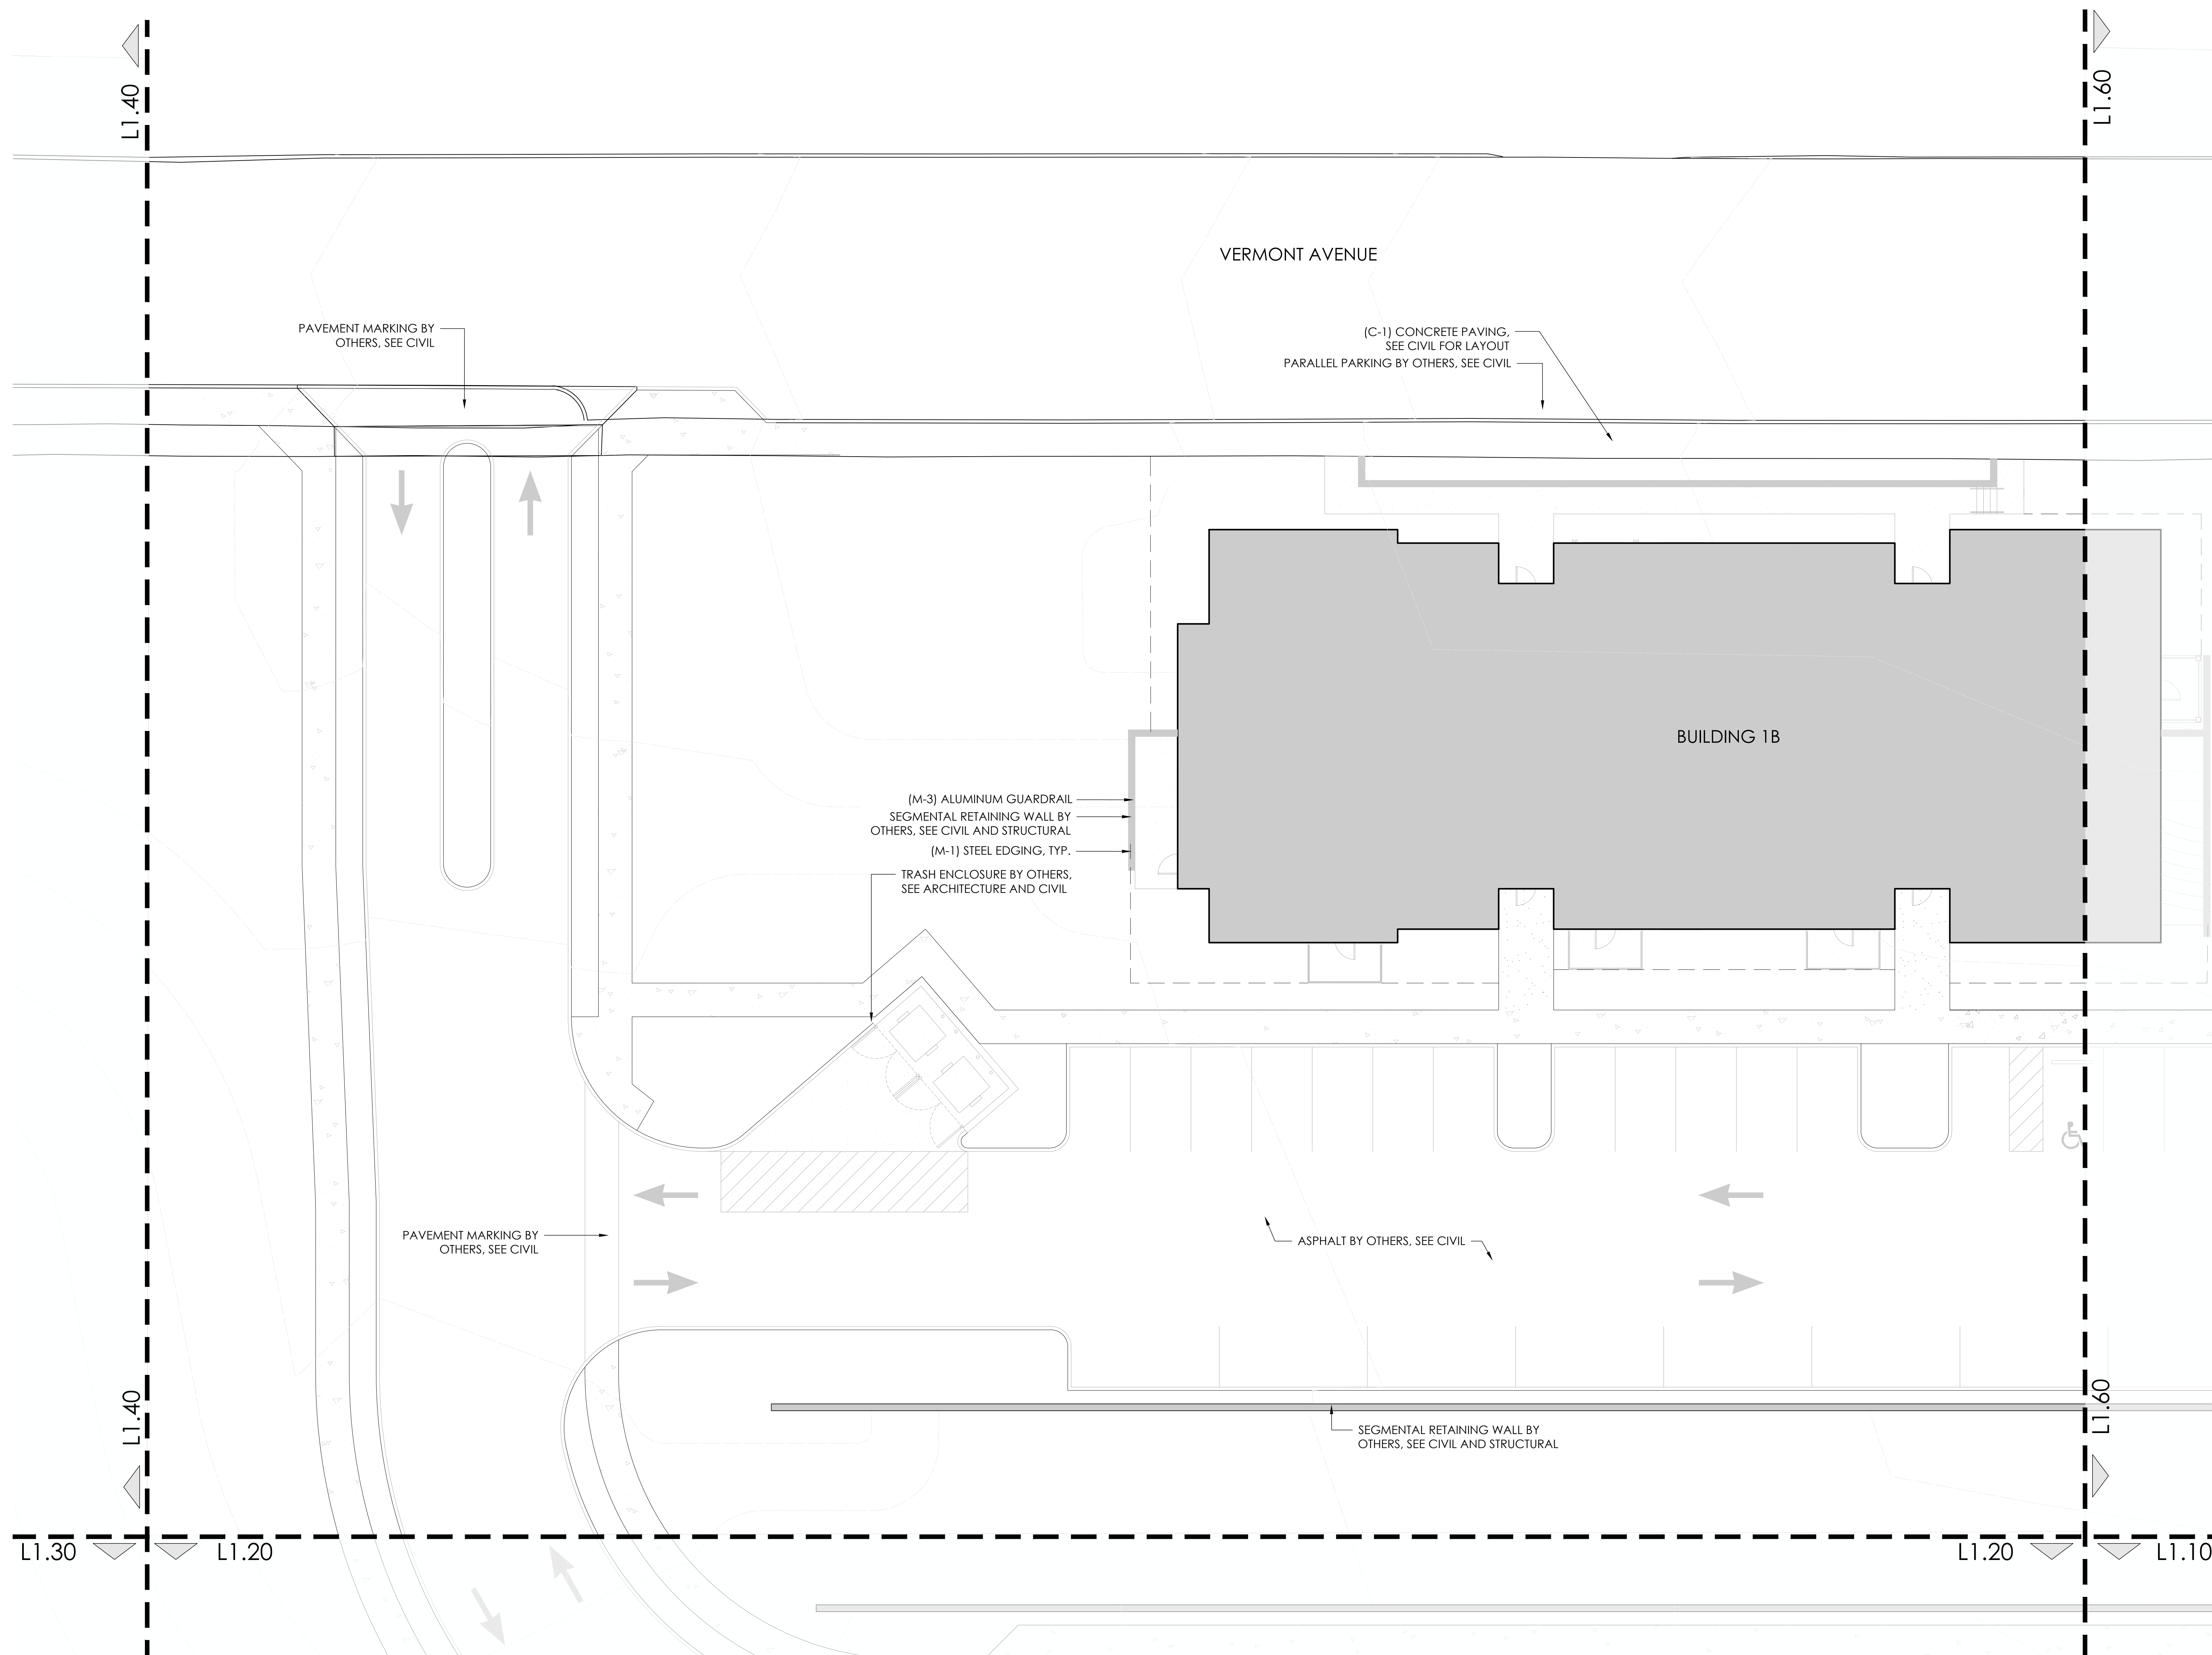 L1.40
L1.60
VERMONT AVENUE
PAVEMENT MARKING BY
OTHERS, SEE CIVIL
(C-1) CONCRETE PAVING,
SEE CIVIL FOR LAYOUT
PARALLEL PARKING BY OTHERS, SEE CIVIL
BUILDING 1B
(M-3) ALUMINUM GUARDRAIL
SEGMENTAL RETAINING WALL BY
OTHERS, SEE CIVIL AND STRUCTURAL
(M-1) STEEL EDGING, TYP.
TRASH ENCLOSURE BY OTHERS,
SEE ARCHITECTURE AND CIVIL
PAVEMENT MARKING BY
OTHERS, SEE CIVIL
ASPHALT BY OTHERS, SEE CIVIL
L1.40
L1.60
SEGMENTAL RETAINING WALL BY
OTHERS, SEE CIVIL AND STRUCTURAL
L1.30
L1.20
L1.20
L1.10